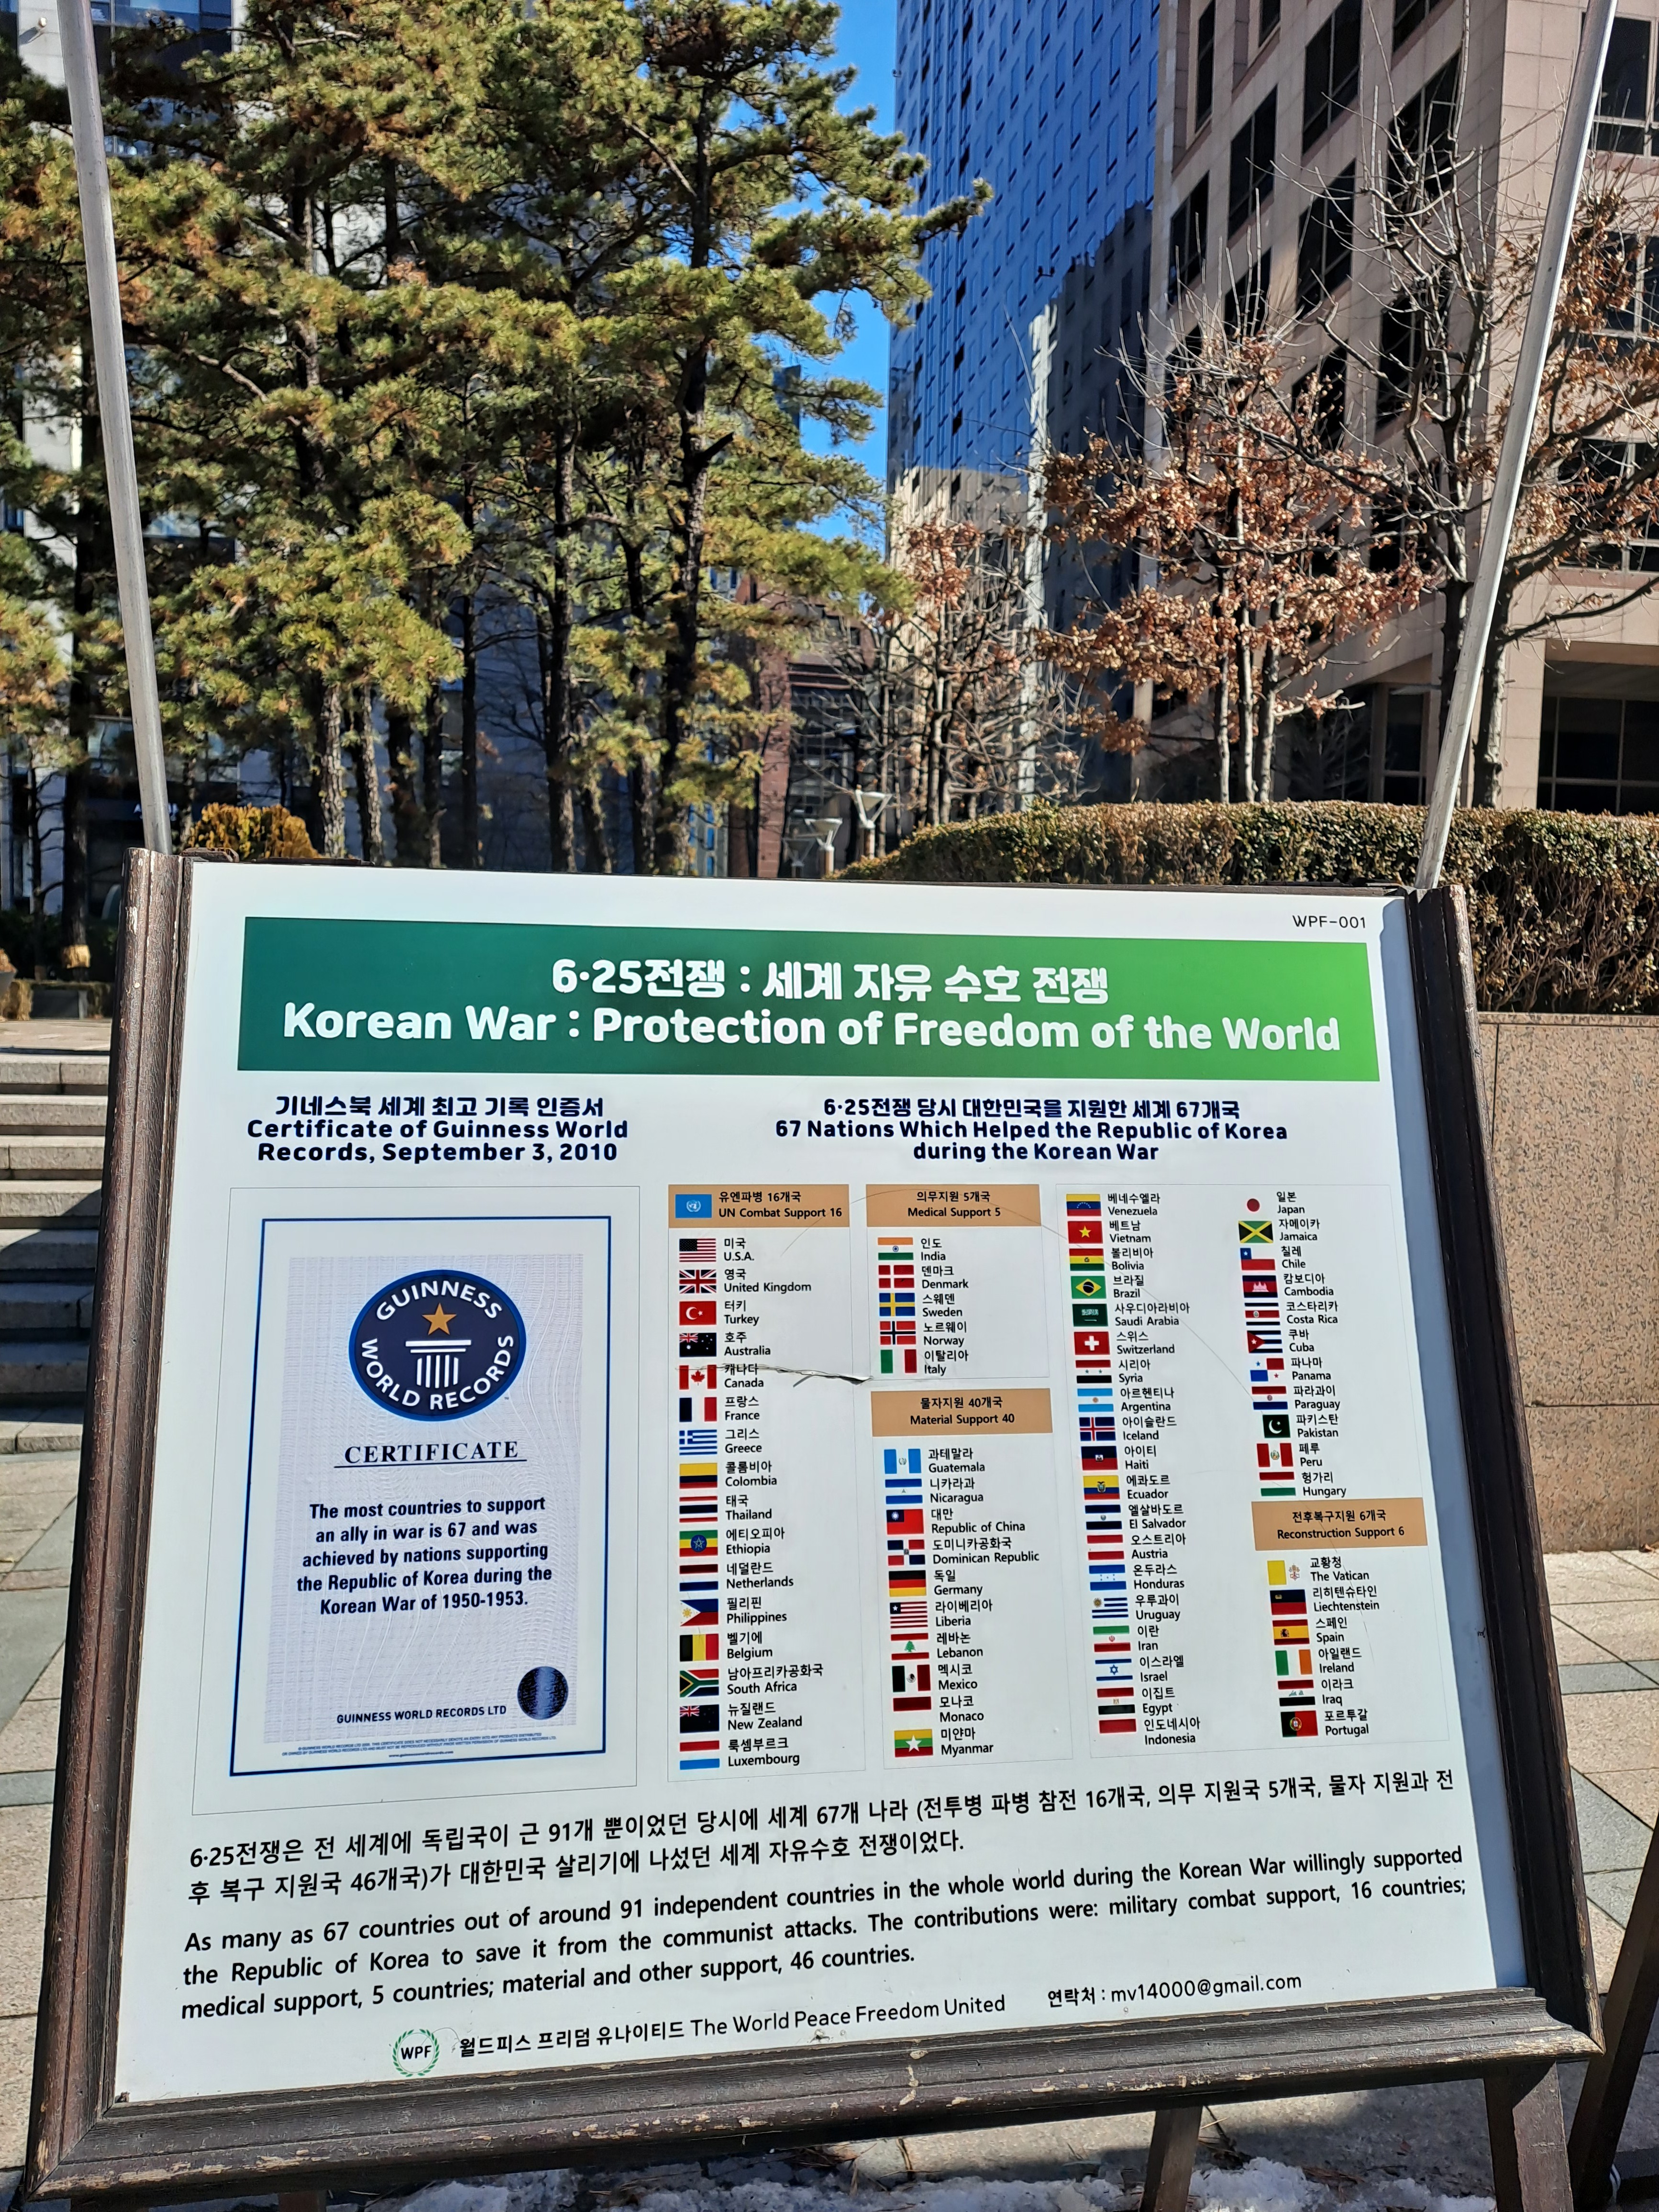 WPF-001
6·25전쟁 : 세계 자유 수호 전쟁
Korean War : Protection of Freedom of the World
기네스북 세계 최고 기록 인증서
Certificate of Guinness World
Records, September 3, 2010
GUINNESS
WORLD RECORDS
CERTIFICATE
The most countries to support
an ally in war is 67 and was
achieved by nations supporting
the Republic of Korea during the
Korean War of 1950-1953.
GUINNESS WORLD RECORDS LTD
6·25전쟁 당시 대한민국을 지원한 세계 67개국
67 Nations Which Helped the Republic of Korea
during the Korean War
유엔파병 16개국
UN Combat Support 16
미국
U.S.A.
영국
United Kingdom
터키
Turkey
호주
Australia
캐나다
Canada
프랑스
France
그리스
Greece
콜롬비아
Colombia
태국
Thailand
에티오피아
Ethiopia
네덜란드
Netherlands
필리핀
Philippines
벨기에
Belgium
남아프리카공화국
South Africa
뉴질랜드
New Zealand
룩셈부르크
Luxembourg
의무지원 5개국
Medical Support 5
인도
India
덴마크
Denmark
스웨덴
Sweden
노르웨이
Norway
이탈리아
Italy
물자지원 40개국
Material Support 40
과테말라
Guatemala
니카라과
Nicaragua
대만
Republic of China
도미니카공화국
Dominican Republic
독일
Germany
라이베리아
Liberia
레바논
Lebanon
멕시코
Mexico
모나코
Monaco
미얀마
Myanmar
베네수엘라
Venezuela
베트남
Vietnam
볼리비아
Bolivia
브라질
Brazil
사우디아라비아
Saudi Arabia
스위스
Switzerland
시리아
Syria
아르헨티나
Argentina
아이슬란드
Iceland
아이티
Haiti
에콰도르
Ecuador
엘살바도르
El Salvador
오스트리아
Austria
온두라스
Honduras
우루과이
Uruguay
이란
Iran
이스라엘
Israel
이집트
Egypt
인도네시아
Indonesia
일본
Japan
자메이카
Jamaica
칠레
Chile
캄보디아
Cambodia
코스타리카
Costa Rica
쿠바
Cuba
파나마
Panama
파라과이
Paraguay
파키스탄
Pakistan
페루
Peru
헝가리
Hungary
전후복구지원 6개국
Reconstruction Support 6
교황청
The Vatican
리히텐슈타인
Liechtenstein
스페인
Spain
아일랜드
Ireland
이라크
Iraq
포르투갈
Portugal
6·25전쟁은 전 세계에 독립국이 근 91개 뿐이었던 당시에 세계 67개 나라 (전투병 파병 참전 16개국, 의무 지원국 5개국, 물자 지원과 전
후 복구 지원국 46개국)가 대한민국 살리기에 나섰던 세계 자유수호 전쟁이었다.
As many as 67 countries out of around 91 independent countries in the whole world during the Korean War willingly supported
the Republic of Korea to save it from the communist attacks. The contributions were: military combat support, 16 countries;
medical support, 5 countries; material and other support, 46 countries.
WPF 월드피스 프리덤 유나이티드 The World Peace Freedom United 연락처 : mv14000@gmail.com